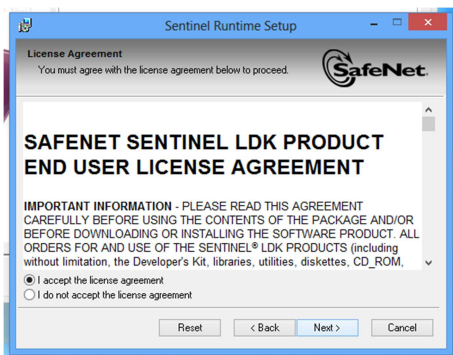 Sentinel Runtime Setup
License Agreement
You must agree with the license agreement below to proceed.
SafeNet.
SAFENET SENTINEL LDK PRODUCT
END USER LICENSE AGREEMENT
IMPORTANT INFORMATION - PLEASE READ THIS AGREEMENT
CAREFULLY BEFORE USING THE CONTENTS OF THE PACKAGE AND/OR
BEFORE DOWNLOADING OR INSTALLING THE SOFTWARE PRODUCT. ALL
ORDERS FOR AND USE OF THE SENTINEL® LDK PRODUCTS (including
without limitation, the Developer's Kit, libraries, utilities, diskettes, CD_ROM,
I accept the license agreement
I do not accept the license agreement
Reset < Back Next > Cancel